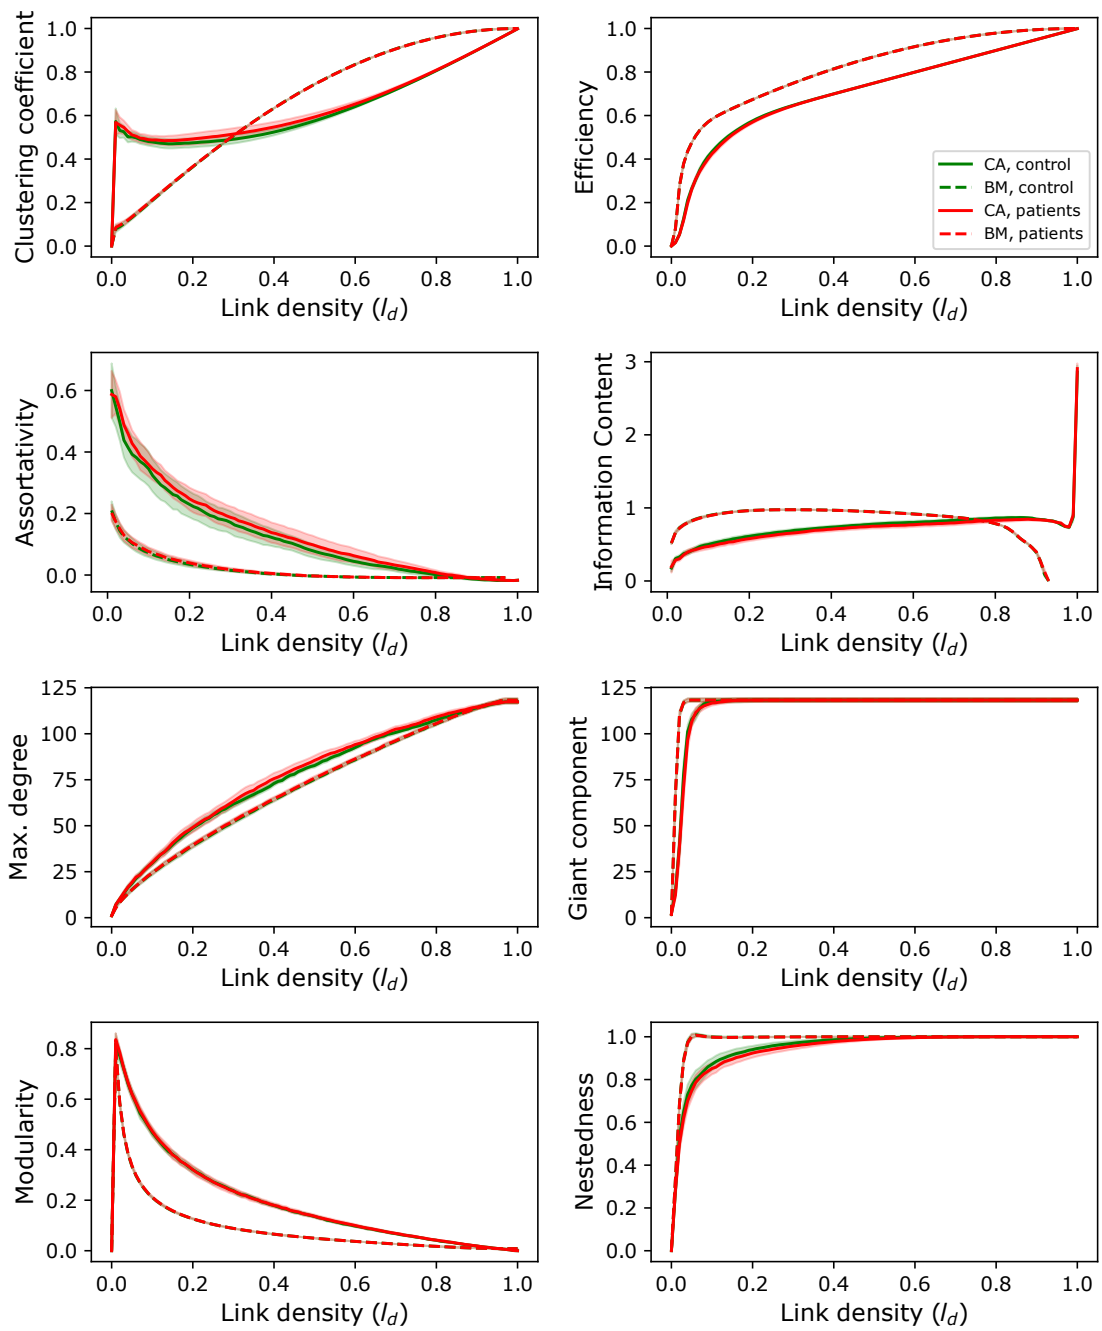 Clustering coefficient
1.0
0.8
0.6
0.4
0.2
0.0
0.0 0.2 0.4 0.6 0.8 1.0
Link density (l_d)
Efficiency
1.0
0.8
0.6
0.4
0.2
0.0
CA, control
BM, control
CA, patients
BM, patients
0.0 0.2 0.4 0.6 0.8 1.0
Link density (l_d)
Assortativity
0.6
0.4
0.2
0.0
0.0 0.2 0.4 0.6 0.8 1.0
Link density (l_d)
Information Content
3
2
1
0
0.0 0.2 0.4 0.6 0.8 1.0
Link density (l_d)
Max. degree
125
100
75
50
25
0
0.0 0.2 0.4 0.6 0.8 1.0
Link density (l_d)
Giant component
125
100
75
50
25
0
0.0 0.2 0.4 0.6 0.8 1.0
Link density (l_d)
Modularity
0.8
0.6
0.4
0.2
0.0
0.0 0.2 0.4 0.6 0.8 1.0
Link density (l_d)
Nestedness
1.0
0.8
0.6
0.4
0.2
0.0
0.0 0.2 0.4 0.6 0.8 1.0
Link density (l_d)